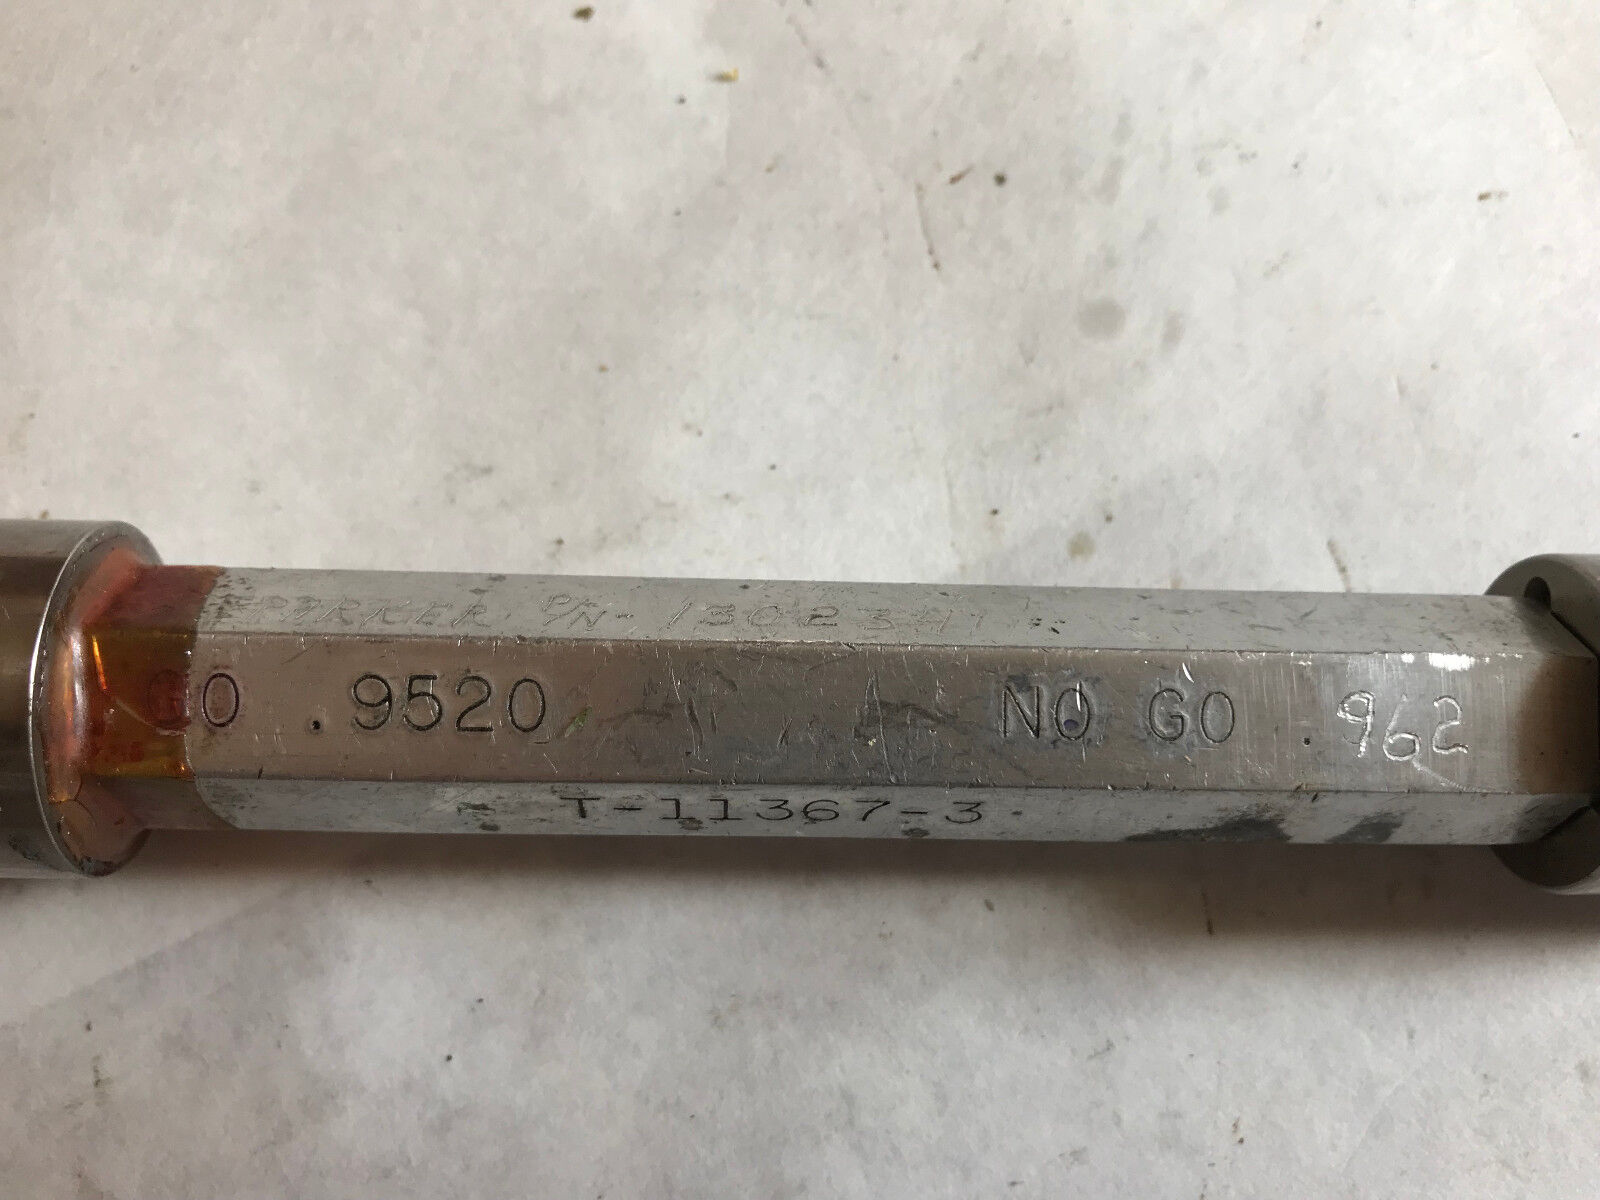 PARKER P/N- 1302341
GO .9520 NO GO .962
T-11367-3